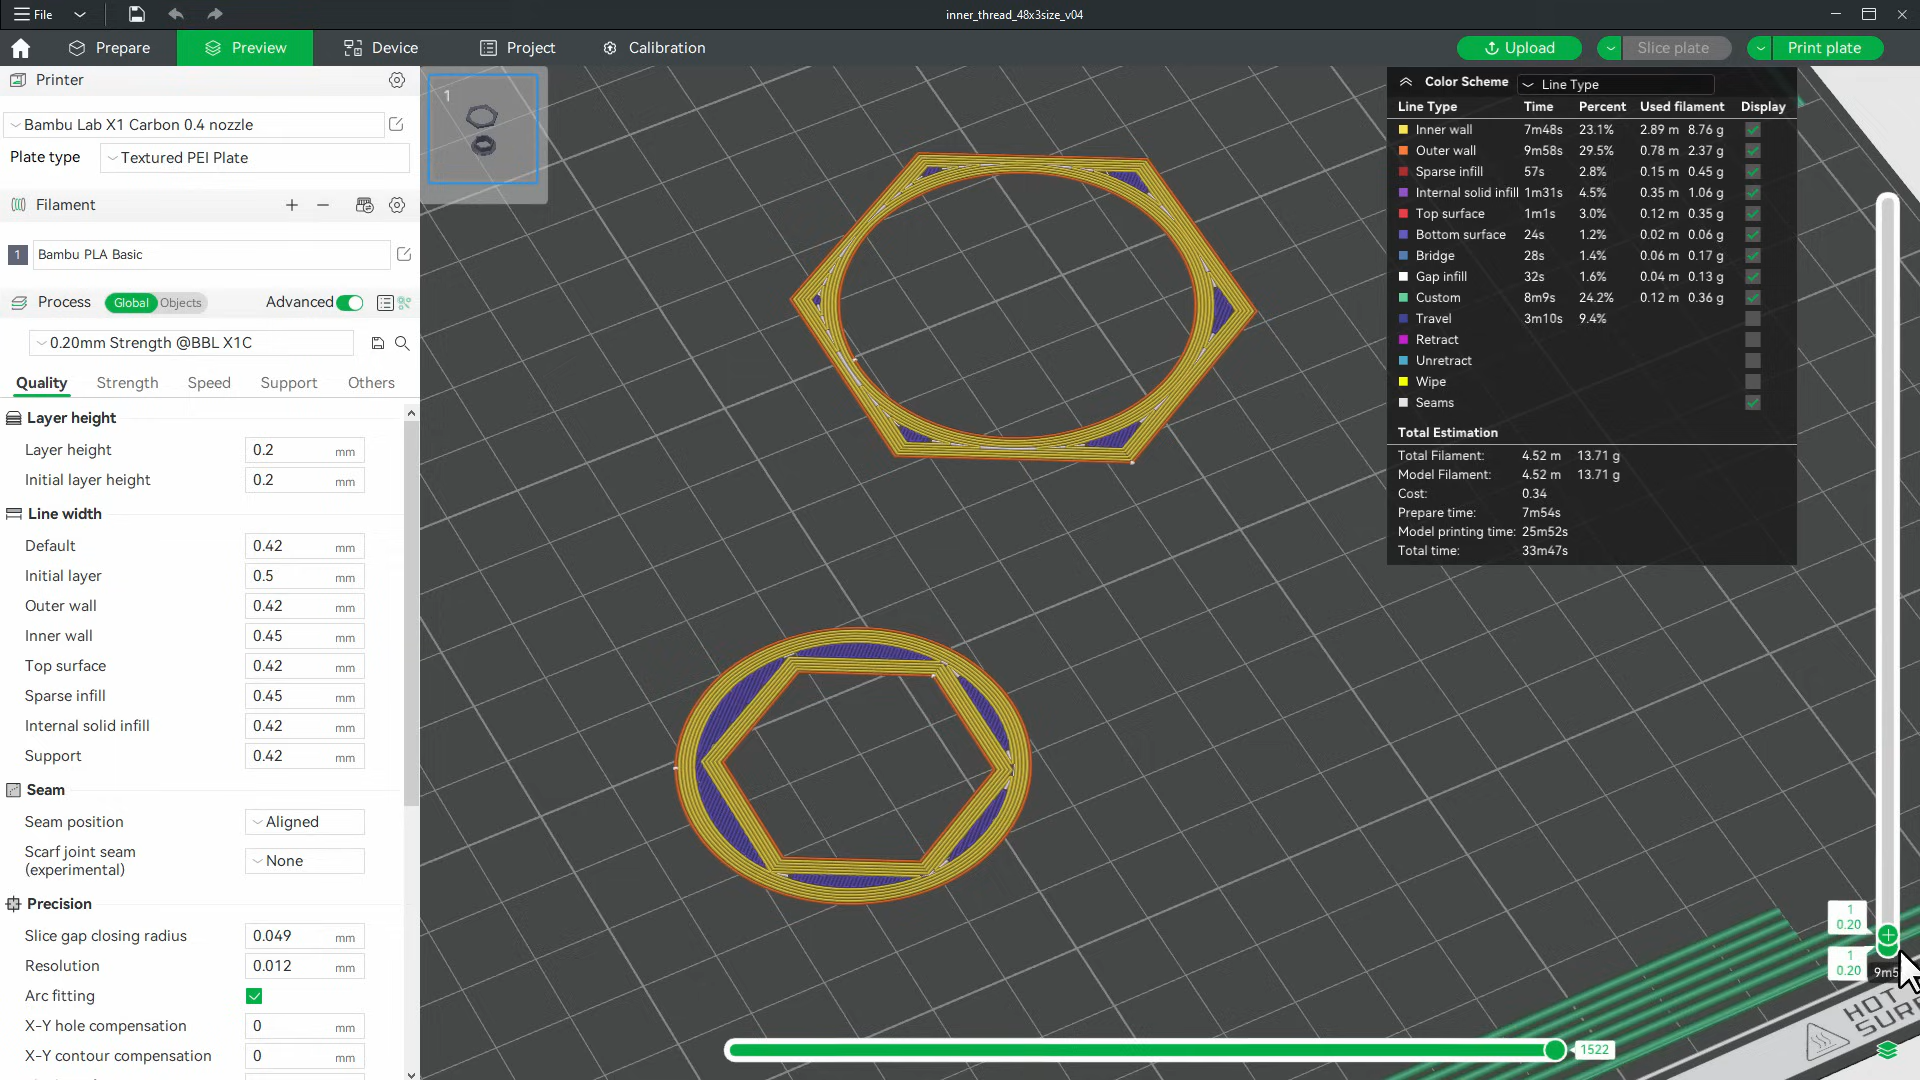 File
inner_thread_48x3size_v04
Prepare
Preview
Device
Project
Calibration
Upload
Slice plate
Print plate
Printer
Bambu Lab X1 Carbon 0.4 nozzle
Plate type
Textured PEI Plate
Filament
1 Bambu PLA Basic
Process Global Objects Advanced
0.20mm Strength @BBL X1C
Quality Strength Speed Support Others
Layer height
Layer height 0.2 mm
Initial layer height 0.2 mm
Line width
Default 0.42 mm
Initial layer 0.5 mm
Outer wall 0.42 mm
Inner wall 0.45 mm
Top surface 0.42 mm
Sparse infill 0.45 mm
Internal solid infill 0.42 mm
Support 0.42 mm
Seam
Seam position Aligned
Scarf joint seam
(experimental) None
Precision
Slice gap closing radius 0.049 mm
Resolution 0.012 mm
Arc fitting
X-Y hole compensation 0 mm
X-Y contour compensation 0 mm
1
Color Scheme Line Type
Line Type Time Percent Used filament Display
Inner wall 7m48s 23.1% 2.89 m 8.76 g
Outer wall 9m58s 29.5% 0.78 m 2.37 g
Sparse infill 57s 2.8% 0.15 m 0.45 g
Internal solid infill 1m31s 4.5% 0.35 m 1.06 g
Top surface 1m1s 3.0% 0.12 m 0.35 g
Bottom surface 24s 1.2% 0.02 m 0.06 g
Bridge 28s 1.4% 0.06 m 0.17 g
Gap infill 32s 1.6% 0.04 m 0.13 g
Custom 8m9s 24.2% 0.12 m 0.36 g
Travel 3m10s 9.4%
Retract
Unretract
Wipe
Seams
Total Estimation
Total Filament: 4.52 m 13.71 g
Model Filament: 4.52 m 13.71 g
Cost: 0.34
Prepare time: 7m54s
Model printing time: 25m52s
Total time: 33m47s
1
0.20
1
0.20
HOT
1522